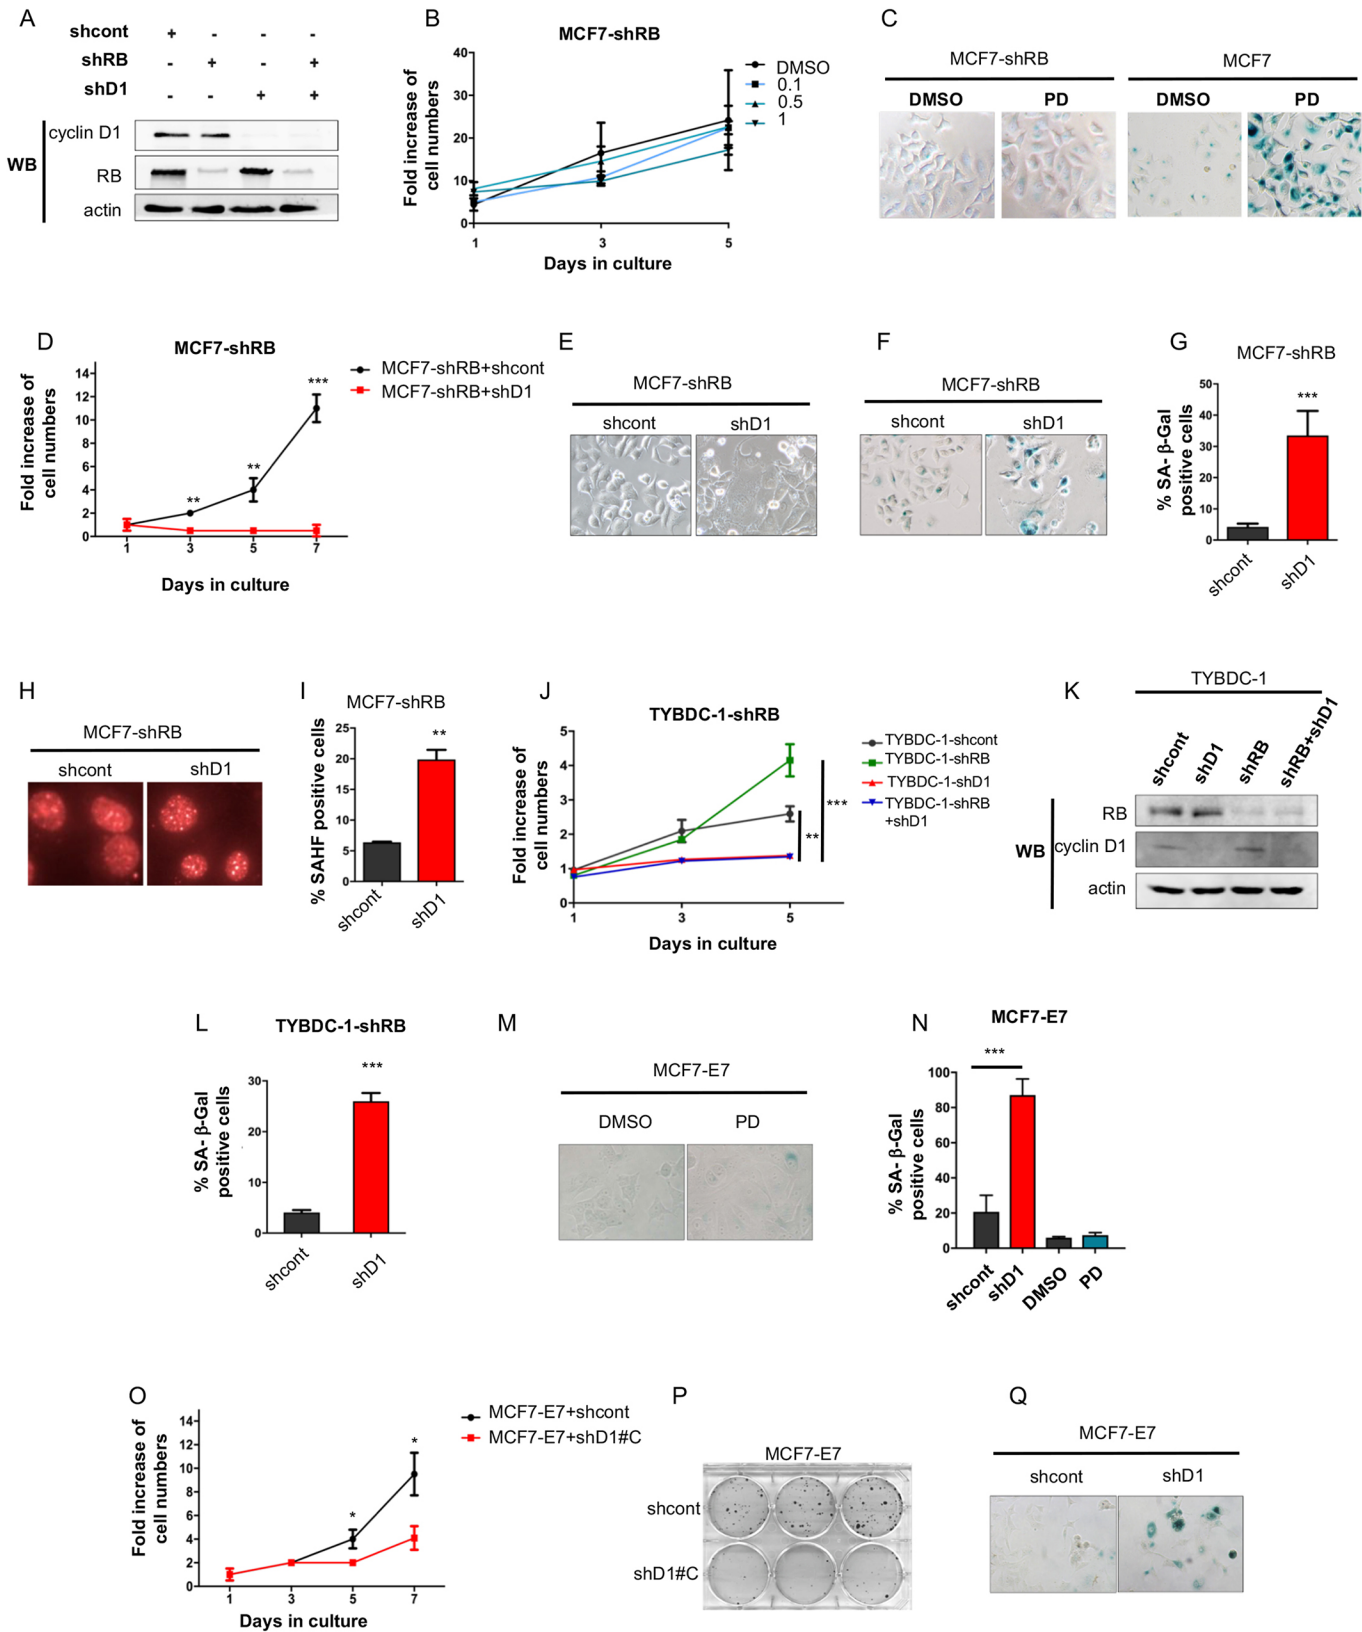 A
shcont + - - -
shRB - + - +
shD1 - - + +
WB
cyclin D1
RB
actin
B
MCF7-shRB
Fold increase of
cell numbers
40
30
20
10
0
1 3 5
Days in culture
DMSO
0.1
0.5
1
C
MCF7-shRB MCF7
DMSO PD DMSO PD
D
MCF7-shRB
Fold increase of
cell numbers
14
12
10
8
6
4
2
0
** ** ***
1 3 5 7
Days in culture
MCF7-shRB+shcont
MCF7-shRB+shD1
E
MCF7-shRB
shcont shD1
F
MCF7-shRB
shcont shD1
G
MCF7-shRB
% SA- β-Gal
positive cells
50
40
30
20
10
0
***
shcont shD1
H
MCF7-shRB
shcont shD1
I
MCF7-shRB
% SAHF positive cells
25
20
15
10
5
0
**
shcont shD1
J
TYBDC-1-shRB
Fold increase of
cell numbers
5
4
3
2
1
0
1 3 5
Days in culture
** ***
TYBDC-1-shcont
TYBDC-1-shRB
TYBDC-1-shD1
TYBDC-1-shRB
+shD1
K
TYBDC-1
shcont shD1 shRB shRB+shD1
WB
RB
cyclin D1
actin
L
TYBDC-1-shRB
% SA- β-Gal
positive cells
30
20
10
0
***
shcont shD1
M
MCF7-E7
DMSO PD
N
MCF7-E7
% SA- β-Gal
positive cells
100
80
60
40
20
0
***
shcont shD1 DMSO PD
O
Fold increase of
cell numbers
14
12
10
8
6
4
2
0
* *
1 3 5 7
Days in culture
MCF7-E7+shcont
MCF7-E7+shD1#C
P
MCF7-E7
shcont
shD1#C
Q
MCF7-E7
shcont shD1